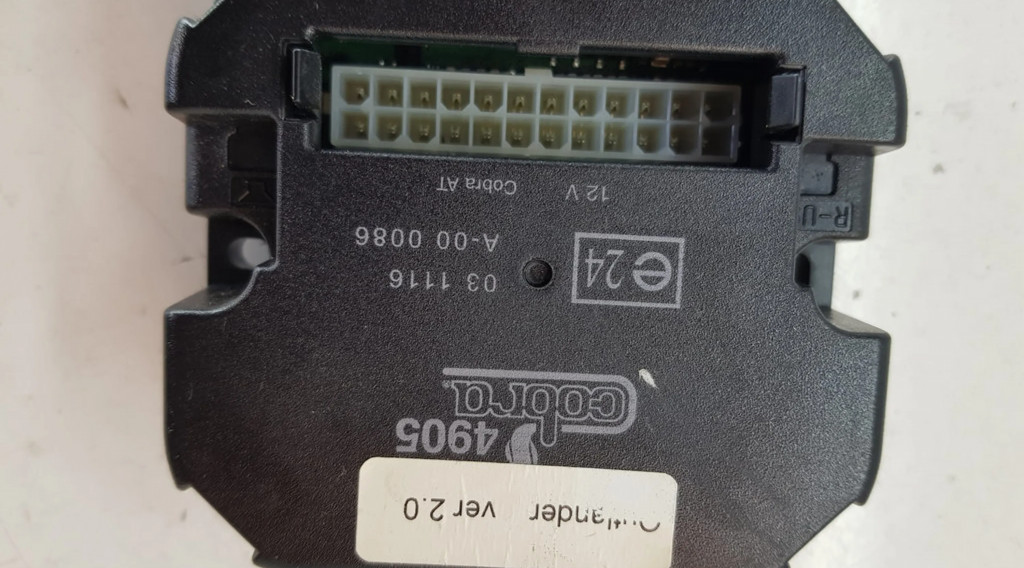 Outlander ver 2.0
4905
cobra
e24
03 1116
A-00 0086
12 V Cobra AT
R-U